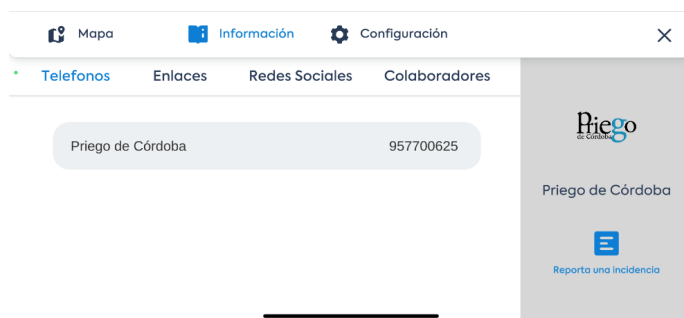 Mapa
Información
Configuración
Telefonos
Enlaces
Redes Sociales
Colaboradores
Priego de Córdoba
957700625
Priego
de Córdoba
Priego de Córdoba
Reporta una incidencia